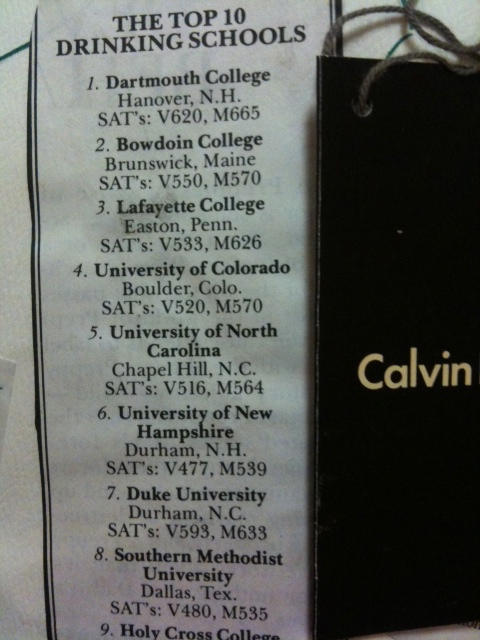 THE TOP 10
DRINKING SCHOOLS
1. Dartmouth College
Hanover, N.H.
SAT's: V620, M665
2. Bowdoin College
Brunswick, Maine
SAT's: V550, M570
3. Lafayette College
Easton, Penn.
SAT's: V533, M626
4. University of Colorado
Boulder, Colo.
SAT's: V520, M570
5. University of North
Carolina
Chapel Hill, N.C.
SAT's: V516, M564
6. University of New
Hampshire
Durham, N.H.
SAT's: V477, M539
7. Duke University
Durham, N.C.
SAT's: V593, M633
8. Southern Methodist
University
Dallas, Tex.
SAT's: V480, M535
9. Holy Cross College
Calvin